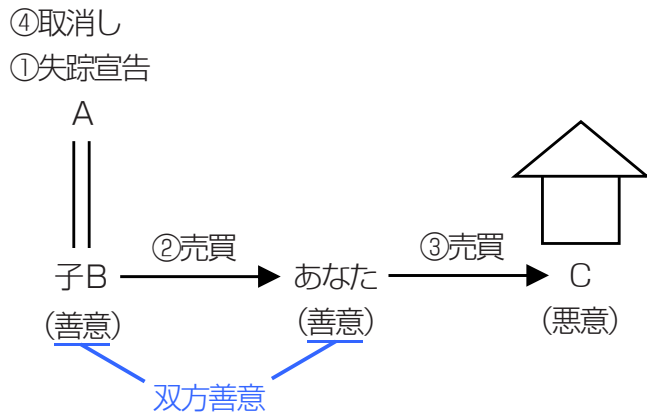 ④取消し
①失踪宣告
A
②売買
③売買
子B
あなた
C
(善意)
(善意)
(悪意)
双方善意